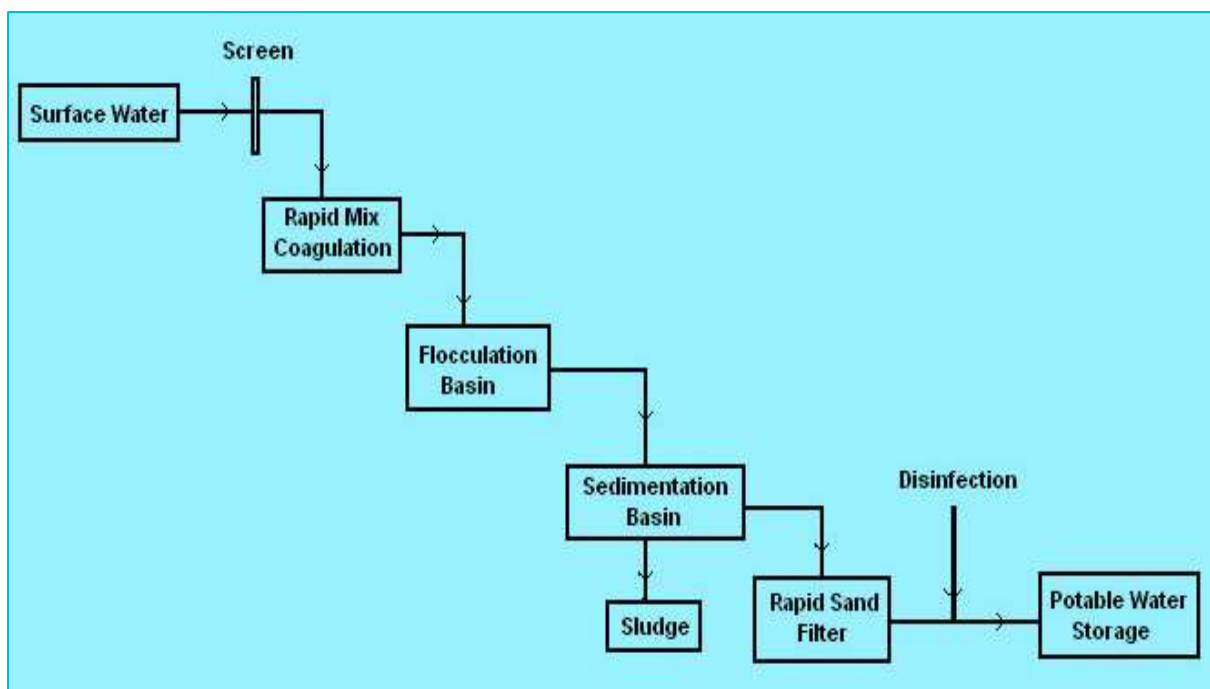 Screen
Surface Water
Rapid Mix
Coagulation
Flocculation
Basin
Sedimentation
Basin
Disinfection
Sludge
Rapid Sand
Filter
Potable Water
Storage